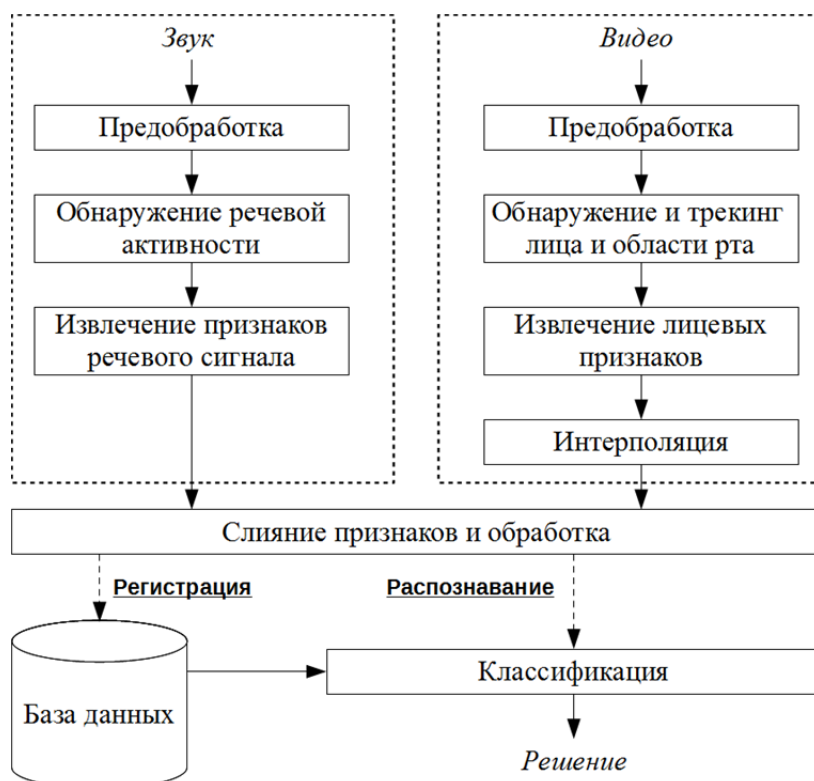 Звук
Предобработка
Обнаружение речевой
активности
Извлечение признаков
речевого сигнала
Видео
Предобработка
Обнаружение и трекинг
лица и области рта
Извлечение лицевых
признаков
Интерполяция
Слияние признаков и обработка
Регистрация
Распознавание
База данных
Классификация
Решение